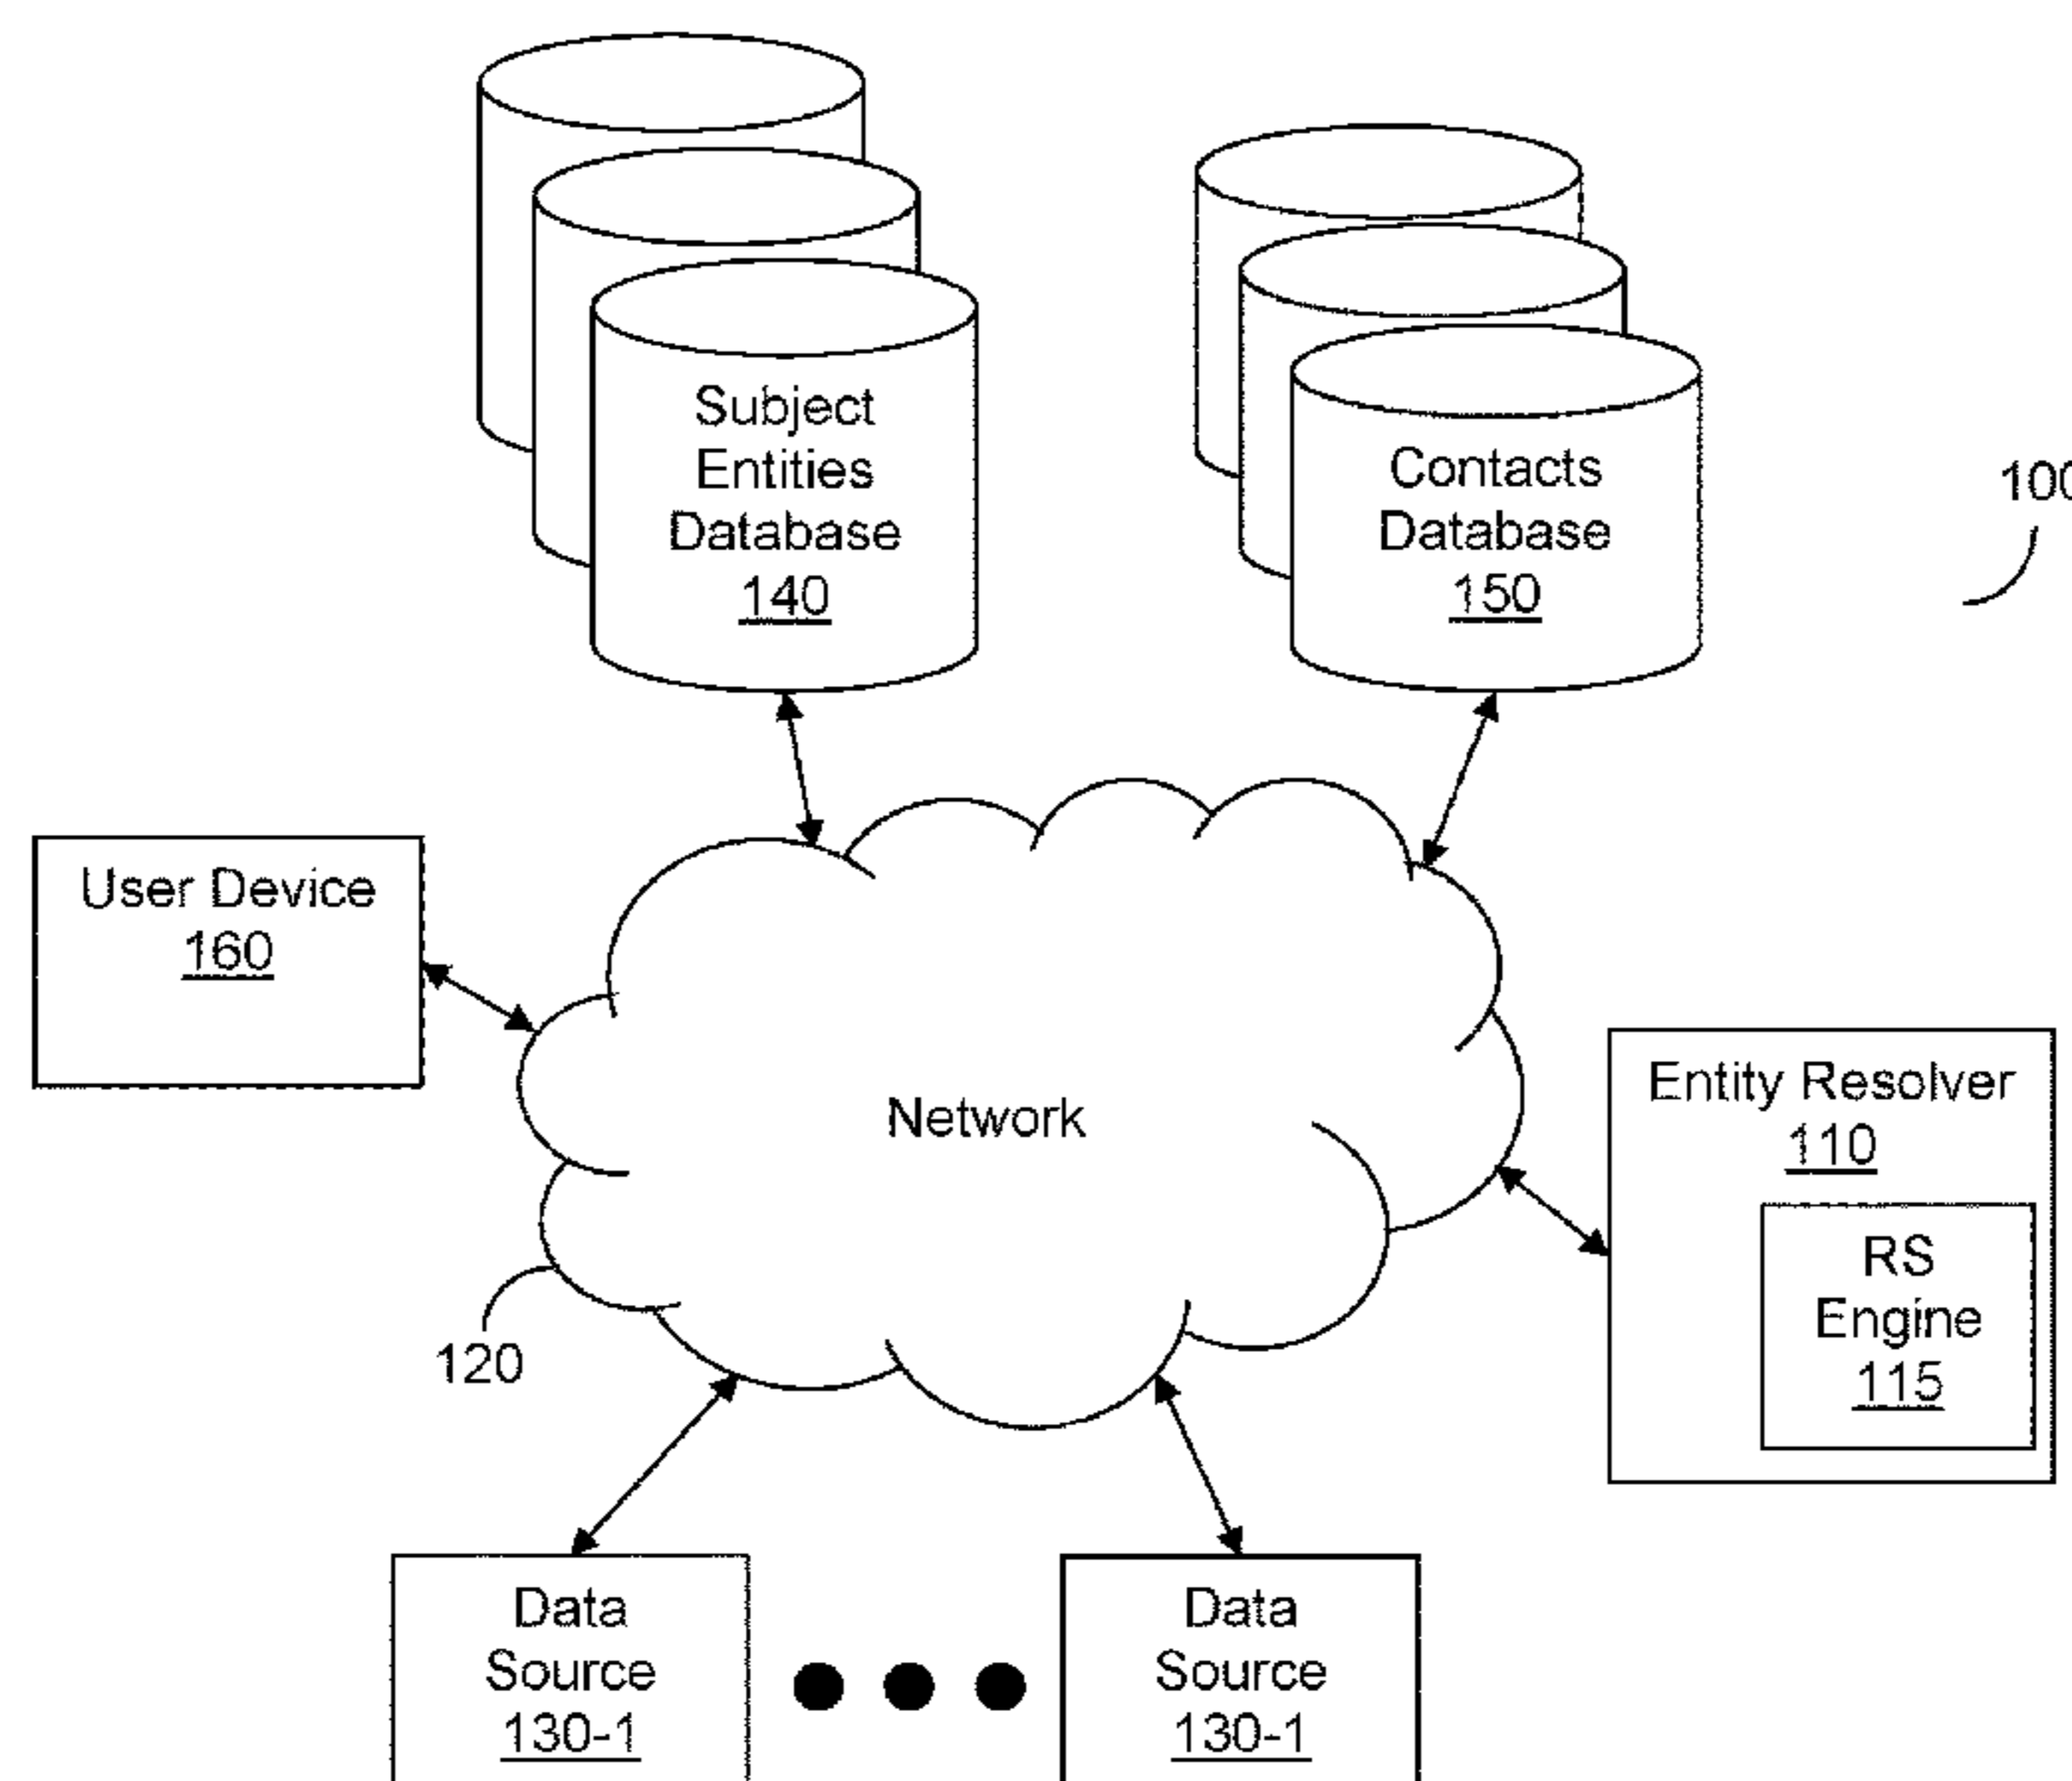 Subject
Entities
Database
140
Contacts
Database
150
100
User Device
160
Network
Entity Resolver
110
RS
Engine
115
120
Data
Source
130-1
Data
Source
130-1